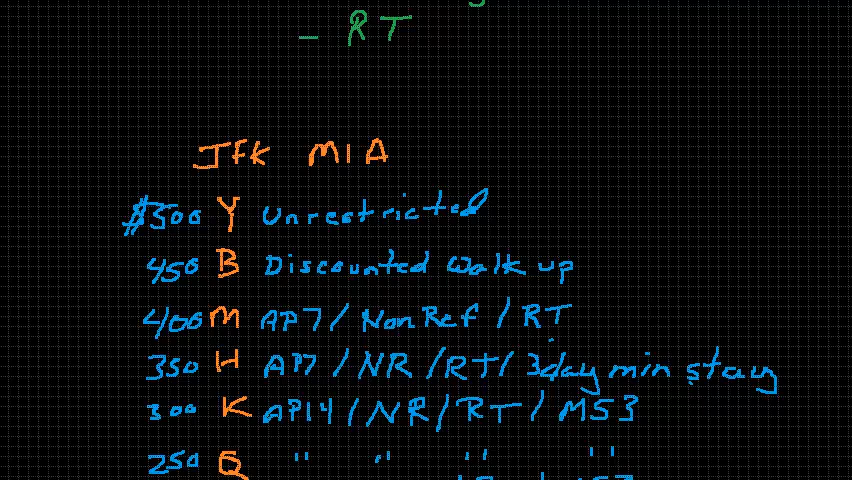 - RT
JFK MIA
$500 Y Unrestricted
450 B Discounted Walk up
400 M AP7/NonRef/RT
350 H AP7/NR/RT/3day min stay
300 K AP14/NR/RT/MS3
250 Q " " " "